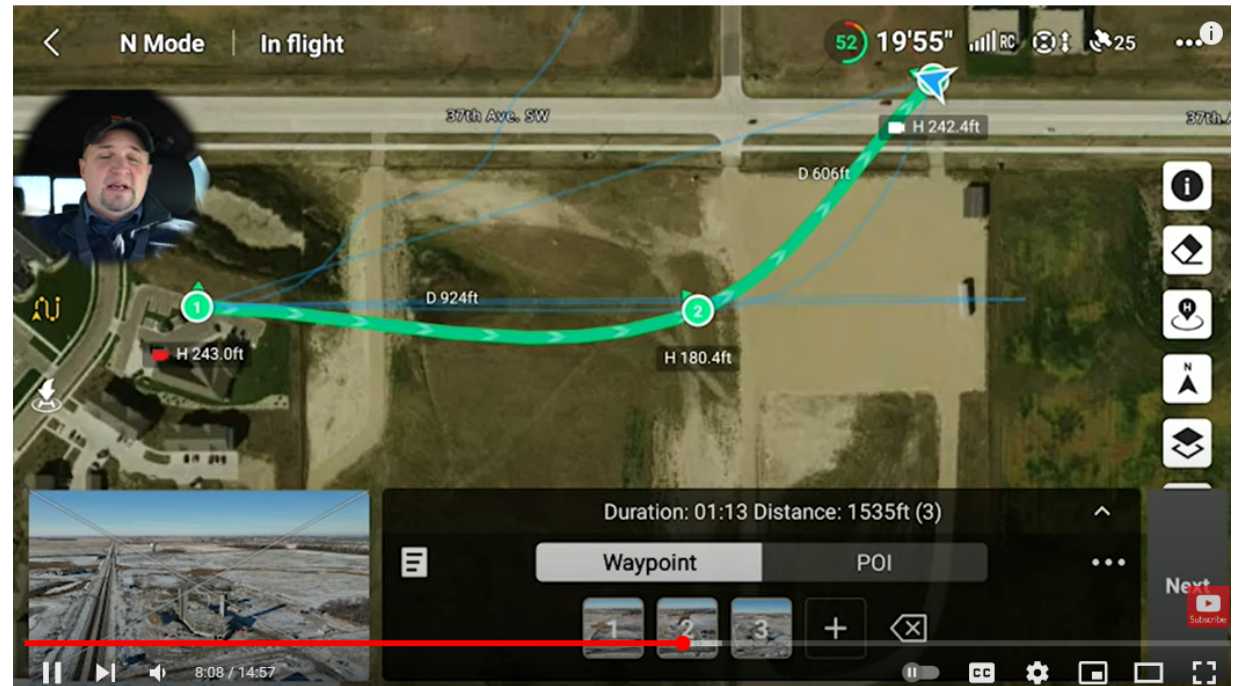 N Mode | In flight
52 19'55" RC 25
37th Ave. SW
37th A
H 242.4ft
D 606ft
D 924ft
1
2
H 243.0ft
H 180.4ft
N
H
Duration: 01:13 Distance: 1535ft (3)
Waypoint POI
Next
1 2 3 +
Subscribe
8:08 / 14:57
CC